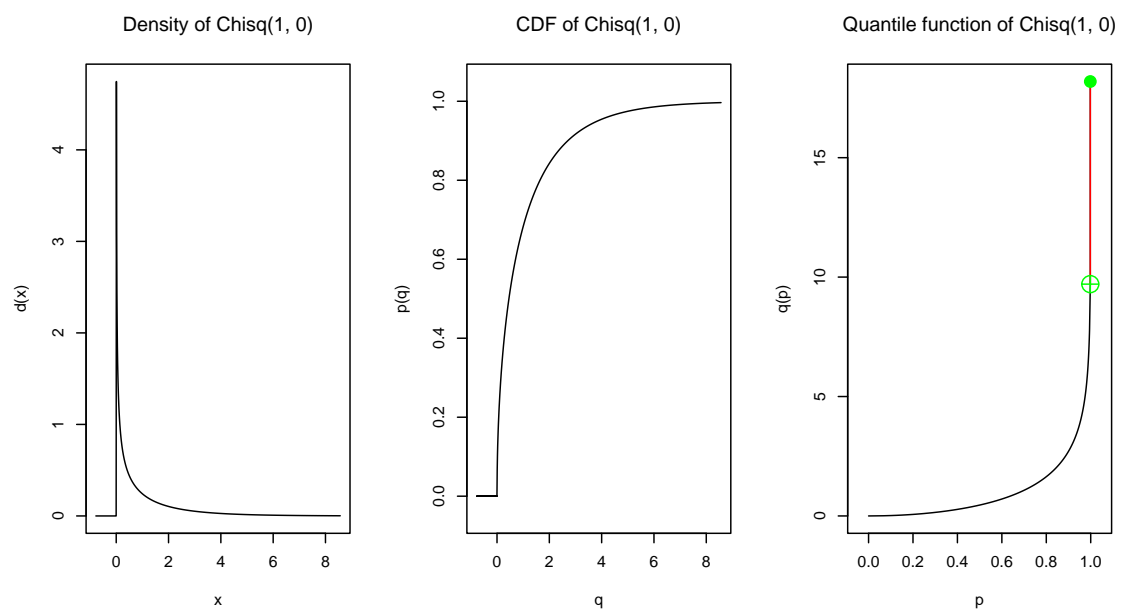 Density of Chisq(1, 0)
d(x)
4
3
2
1
0
0 2 4 6 8
x
CDF of Chisq(1, 0)
p(q)
1.0
0.8
0.6
0.4
0.2
0.0
0 2 4 6 8
q
Quantile function of Chisq(1, 0)
q(p)
15
10
5
0
0.0 0.2 0.4 0.6 0.8 1.0
p